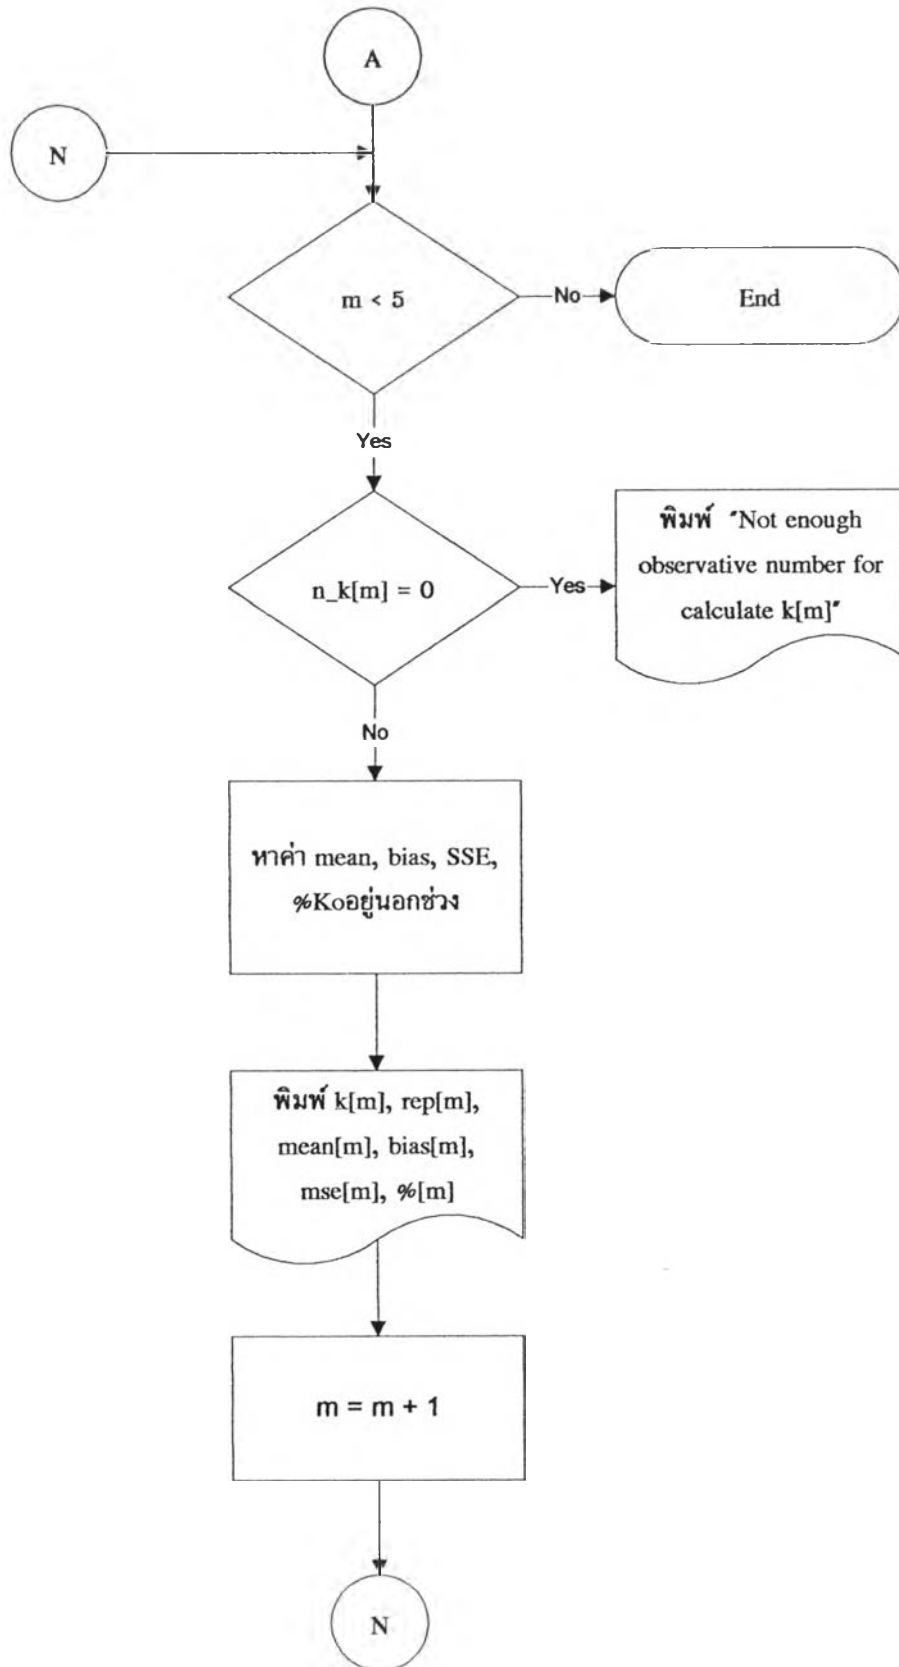 A
N
m < 5
No
End
Yes
n_k[m] = 0
Yes
พิมพ์ "Not enough
observative number for
calculate k[m]"
No
หาค่า mean, bias, SSE,
%Koอยู่นอกช่วง
พิมพ์ k[m], rep[m],
mean[m], bias[m],
mse[m], %[m]
m = m + 1
N